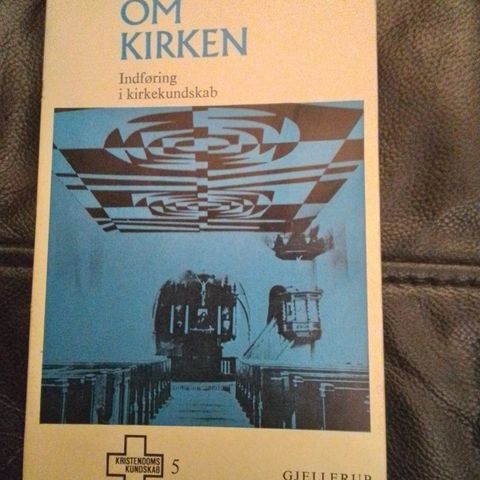 OM
KIRKEN
Indføring
i kirkekundskab
KRISTENDOMS
KUNDSKAB
5
GJELLERUP